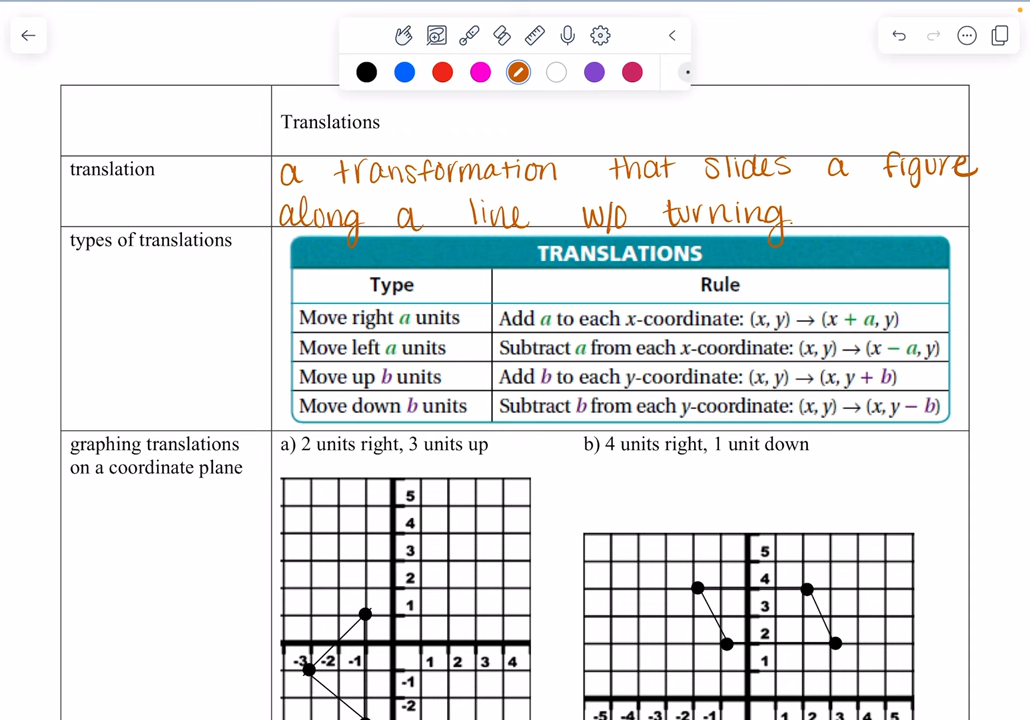 Translations
translation
a transformation that slides a figure
along a line w/o turning.
types of translations
TRANSLATIONS
Type Rule
Move right a units Add a to each x-coordinate: (x, y) → (x + a, y)
Move left a units Subtract a from each x-coordinate: (x, y) → (x − a, y)
Move up b units Add b to each y-coordinate: (x, y) → (x, y + b)
Move down b units Subtract b from each y-coordinate: (x, y) → (x, y − b)
graphing translations
on a coordinate plane
a) 2 units right, 3 units up
5
4
3
2
1
-3 -2 -1 1 2 3 4
-1
-2
b) 4 units right, 1 unit down
5
4
3
2
1
-5 -4 -3 -2 -1 1 2 3 4 5